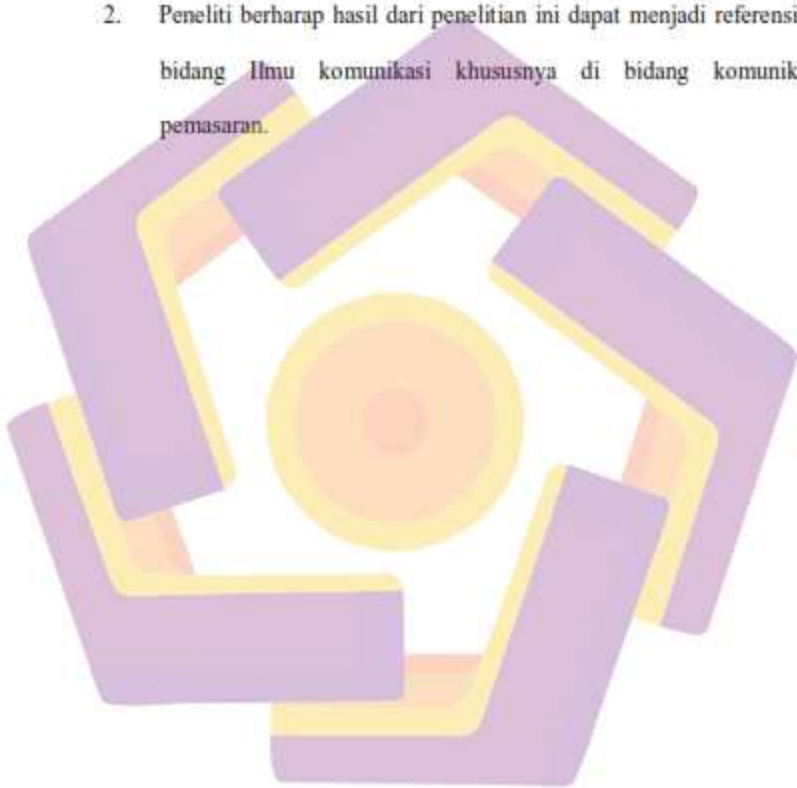 2. Peneliti berharap hasil dari penelitian ini dapat menjadi referensi
bidang Ilmu komunikasi khususnya di bidang komunik
pemasaran.